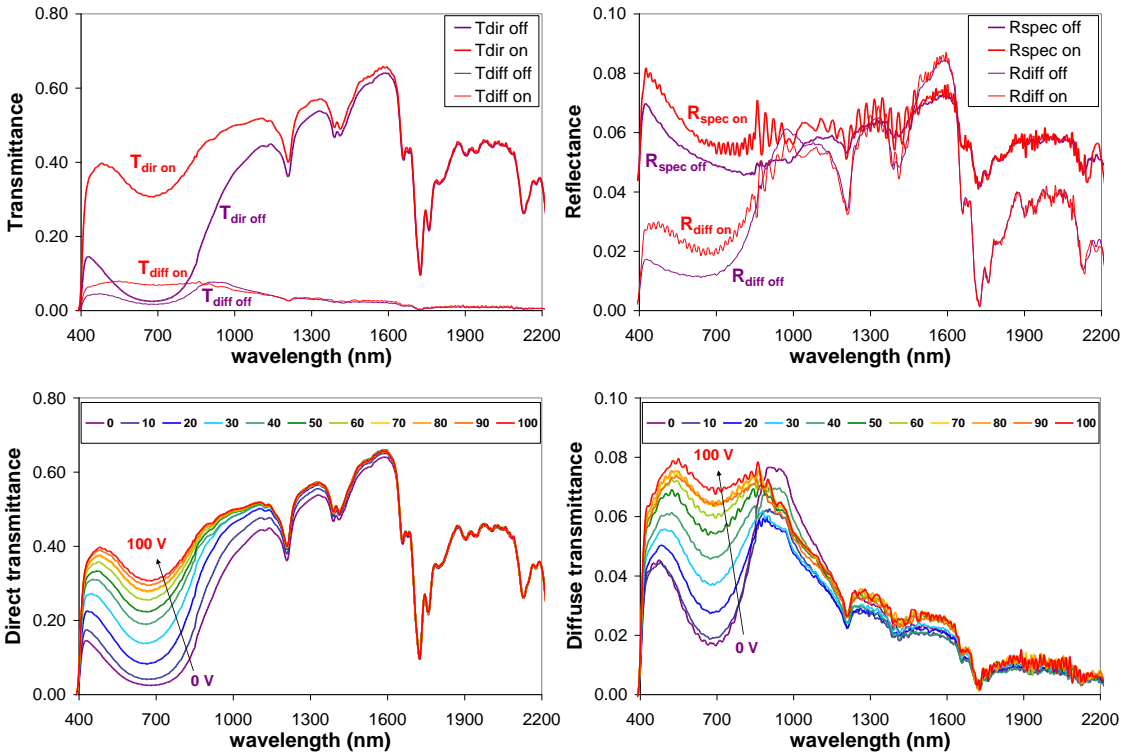 0.80
0.60
0.40
0.20
0.00
Transmittance
Tdir off
Tdir on
Tdiff off
Tdiff on
Tdir on
Tdir off
Tdiff on
Tdiff off
400 700 1000 1300 1600 1900 2200
wavelength (nm)
0.10
0.08
0.06
0.04
0.02
0.00
Reflectance
Rspec off
Rspec on
Rdiff off
Rdiff on
Rspec on
Rspec off
Rdiff on
Rdiff off
400 700 1000 1300 1600 1900 2200
wavelength (nm)
0.80
0.60
0.40
0.20
0.00
Direct transmittance
0 10 20 30 40 50 60 70 80 90 100
100 V
0 V
400 700 1000 1300 1600 1900 2200
wavelength (nm)
0.10
0.08
0.06
0.04
0.02
0.00
Diffuse transmittance
0 10 20 30 40 50 60 70 80 90 100
100 V
0 V
400 700 1000 1300 1600 1900 2200
wavelength (nm)